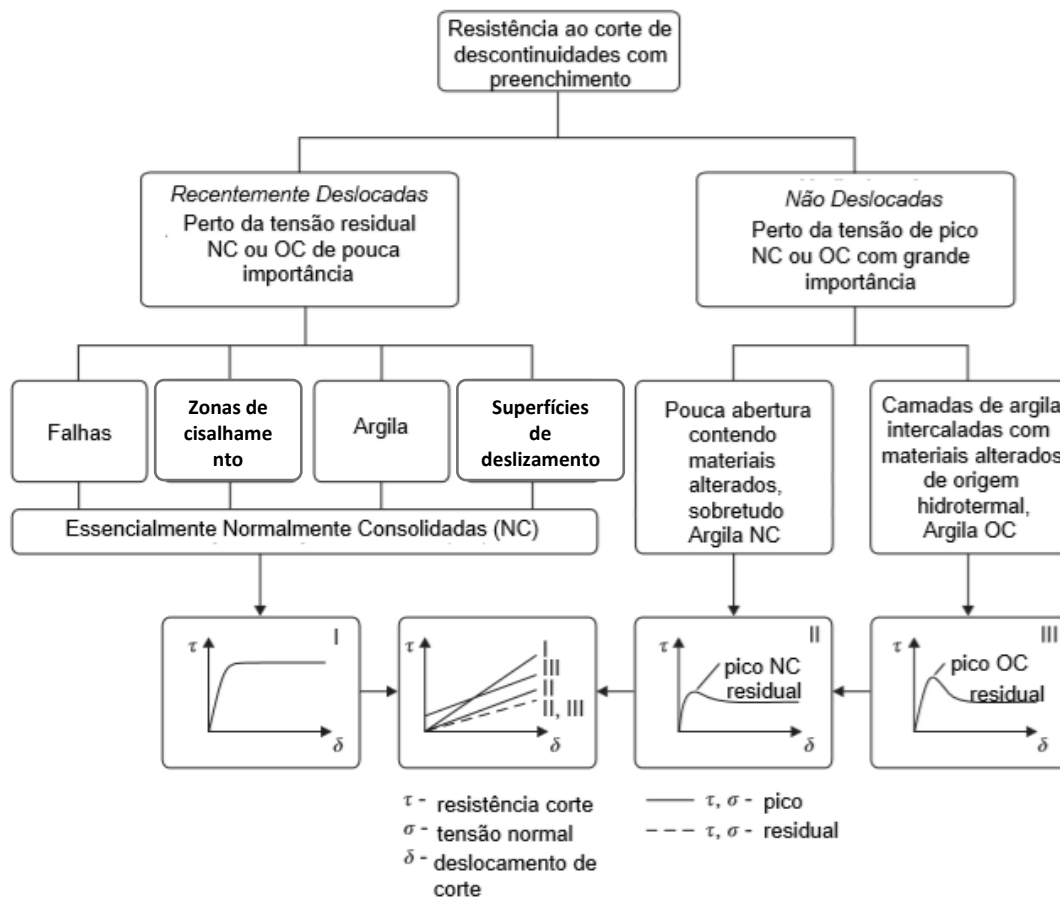 Resistência ao corte de
descontinuidades com
preenchimento
Recentemente Deslocadas
Perto da tensão residual
NC ou OC de pouca
importância
Não Deslocadas
Perto da tensão de pico
NC ou OC com grande
importância
Falhas
Zonas de
cisalhame
nto
Argila
Superfícies
de
deslizamento
Pouca abertura
contendo
materiais
alterados,
sobretudo
Argila NC
Camadas de argila
intercaladas com
materiais alterados
de origem
hidrotermal,
Argila OC
Essencialmente Normalmente Consolidadas (NC)
τ
I
δ
τ
I
III
II
II, III
δ
τ
II
pico NC
residual
δ
τ
III
pico OC
residual
δ
τ - resistência corte
σ - tensão normal
δ - deslocamento de
corte
τ, σ - pico
τ, σ - residual